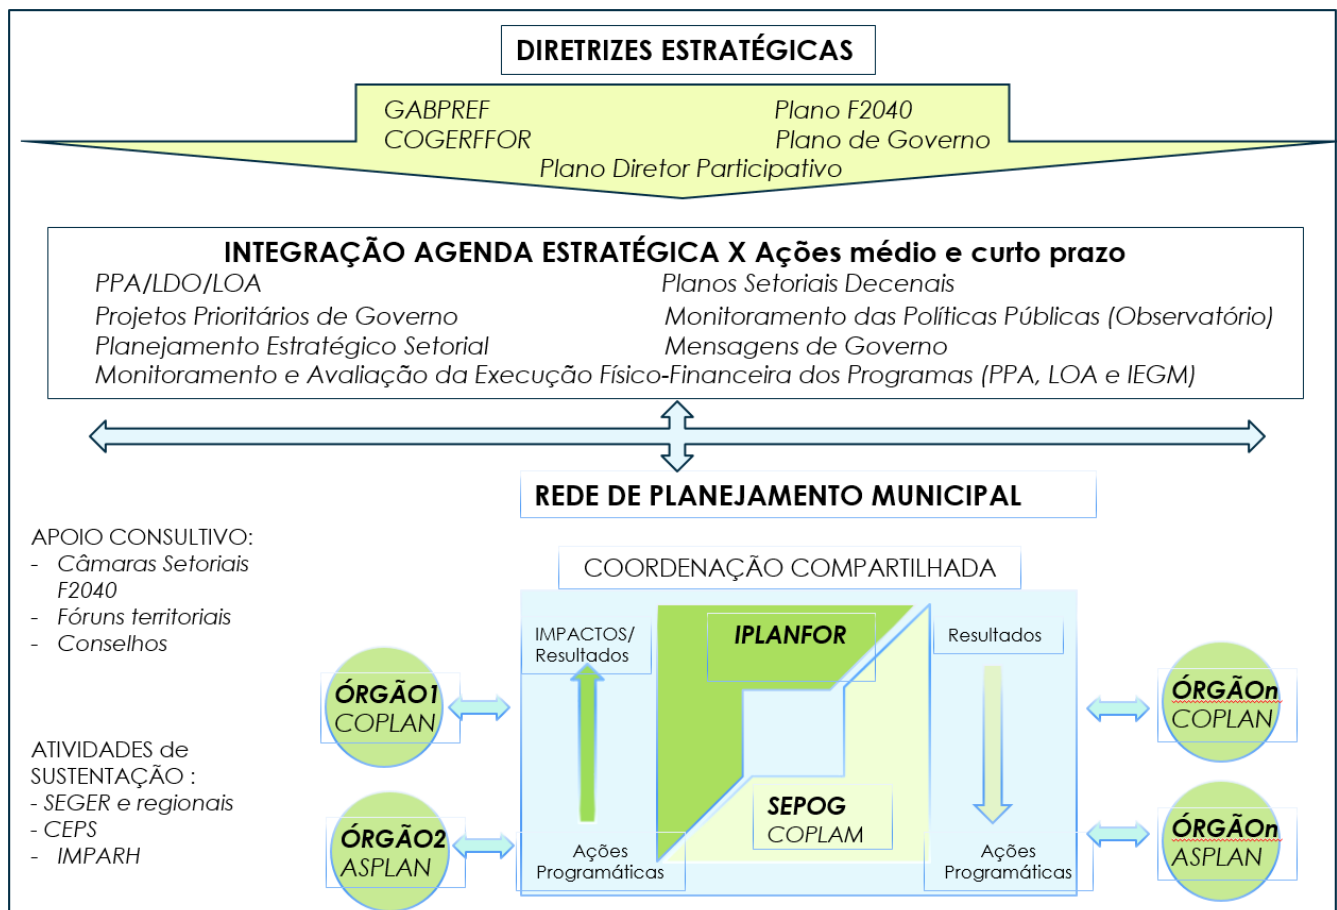 DIRETRIZES ESTRATÉGICAS
GABPREF
Plano F2040
COGERFFOR
Plano de Governo
Plano Diretor Participativo
INTEGRAÇÃO AGENDA ESTRATÉGICA X Ações médio e curto prazo
PPA/LDO/LOA
Planos Setoriais Decenais
Projetos Prioritários de Governo
Monitoramento das Políticas Públicas (Observatório)
Planejamento Estratégico Setorial
Mensagens de Governo
Monitoramento e Avaliação da Execução Físico-Financeira dos Programas (PPA, LOA e IEGM)
REDE DE PLANEJAMENTO MUNICIPAL
APOIO CONSULTIVO:
- Câmaras Setoriais
F2040
- Fóruns territoriais
- Conselhos
ATIVIDADES de
SUSTENTAÇÃO :
- SEGER e regionais
- CEPS
- IMPARH
COORDENAÇÃO COMPARTILHADA
IMPACTOS/
Resultados
IPLANFOR
Resultados
ÓRGÃO1
COPLAN
ÓRGÃOn
COPLAN
SEPOG
COPLAM
ÓRGÃO2
ASPLAN
Ações
Programáticas
Ações
Programáticas
ÓRGÃOn
ASPLAN